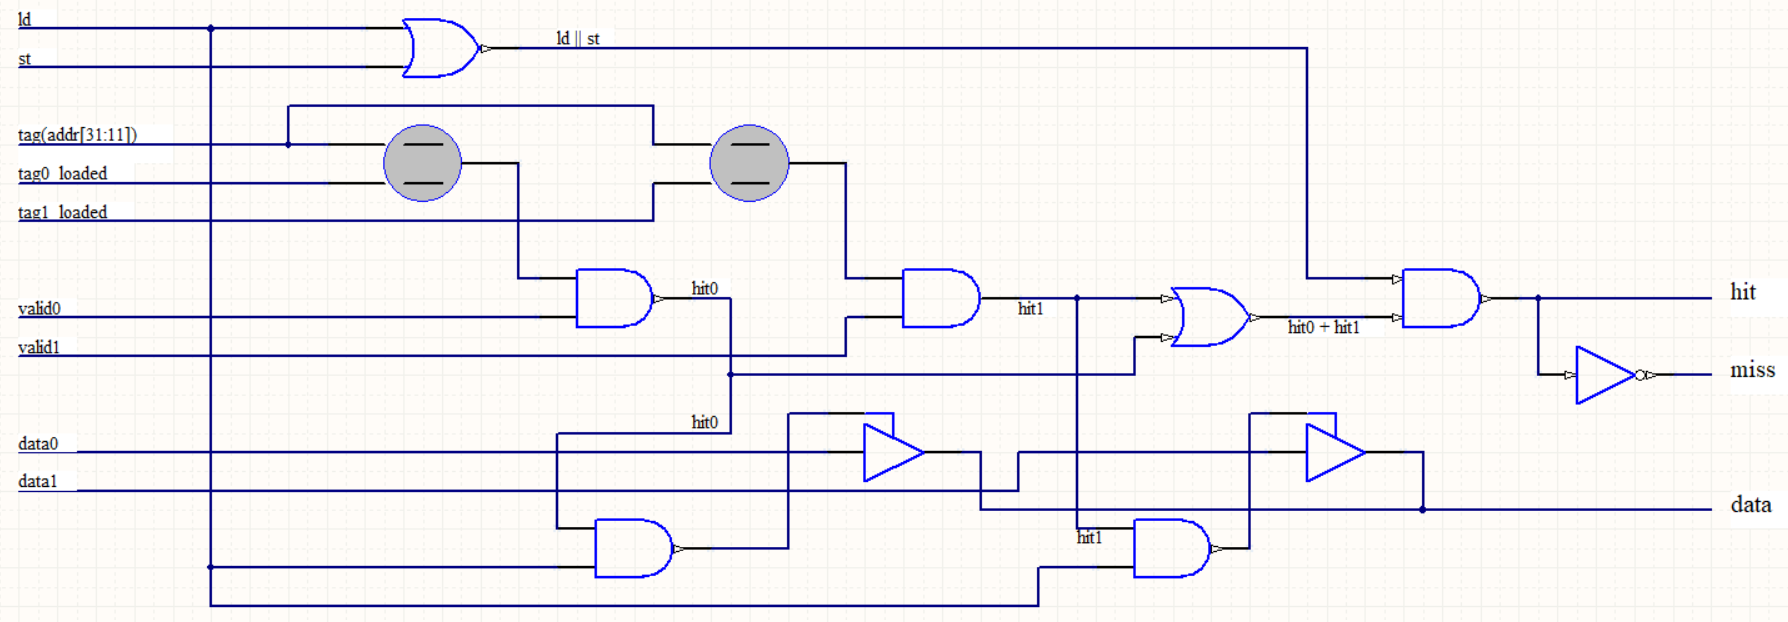 ld
ld || st
st
tag(addr[31:11])
tag0_loaded
tag1_loaded
hit0
hit
valid0
hit1
hit0 + hit1
valid1
miss
hit0
data0
data1
data
hit1